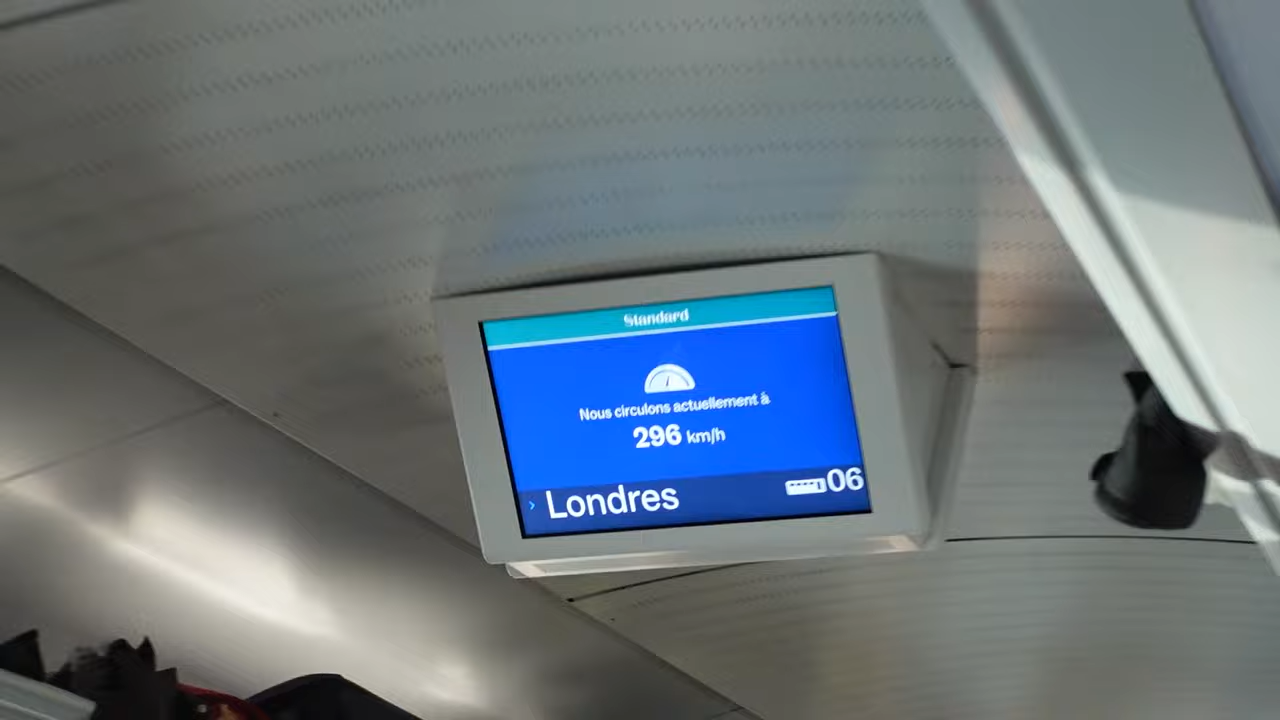 Standard
Nous circulons actuellement à
296 km/h
› Londres 06